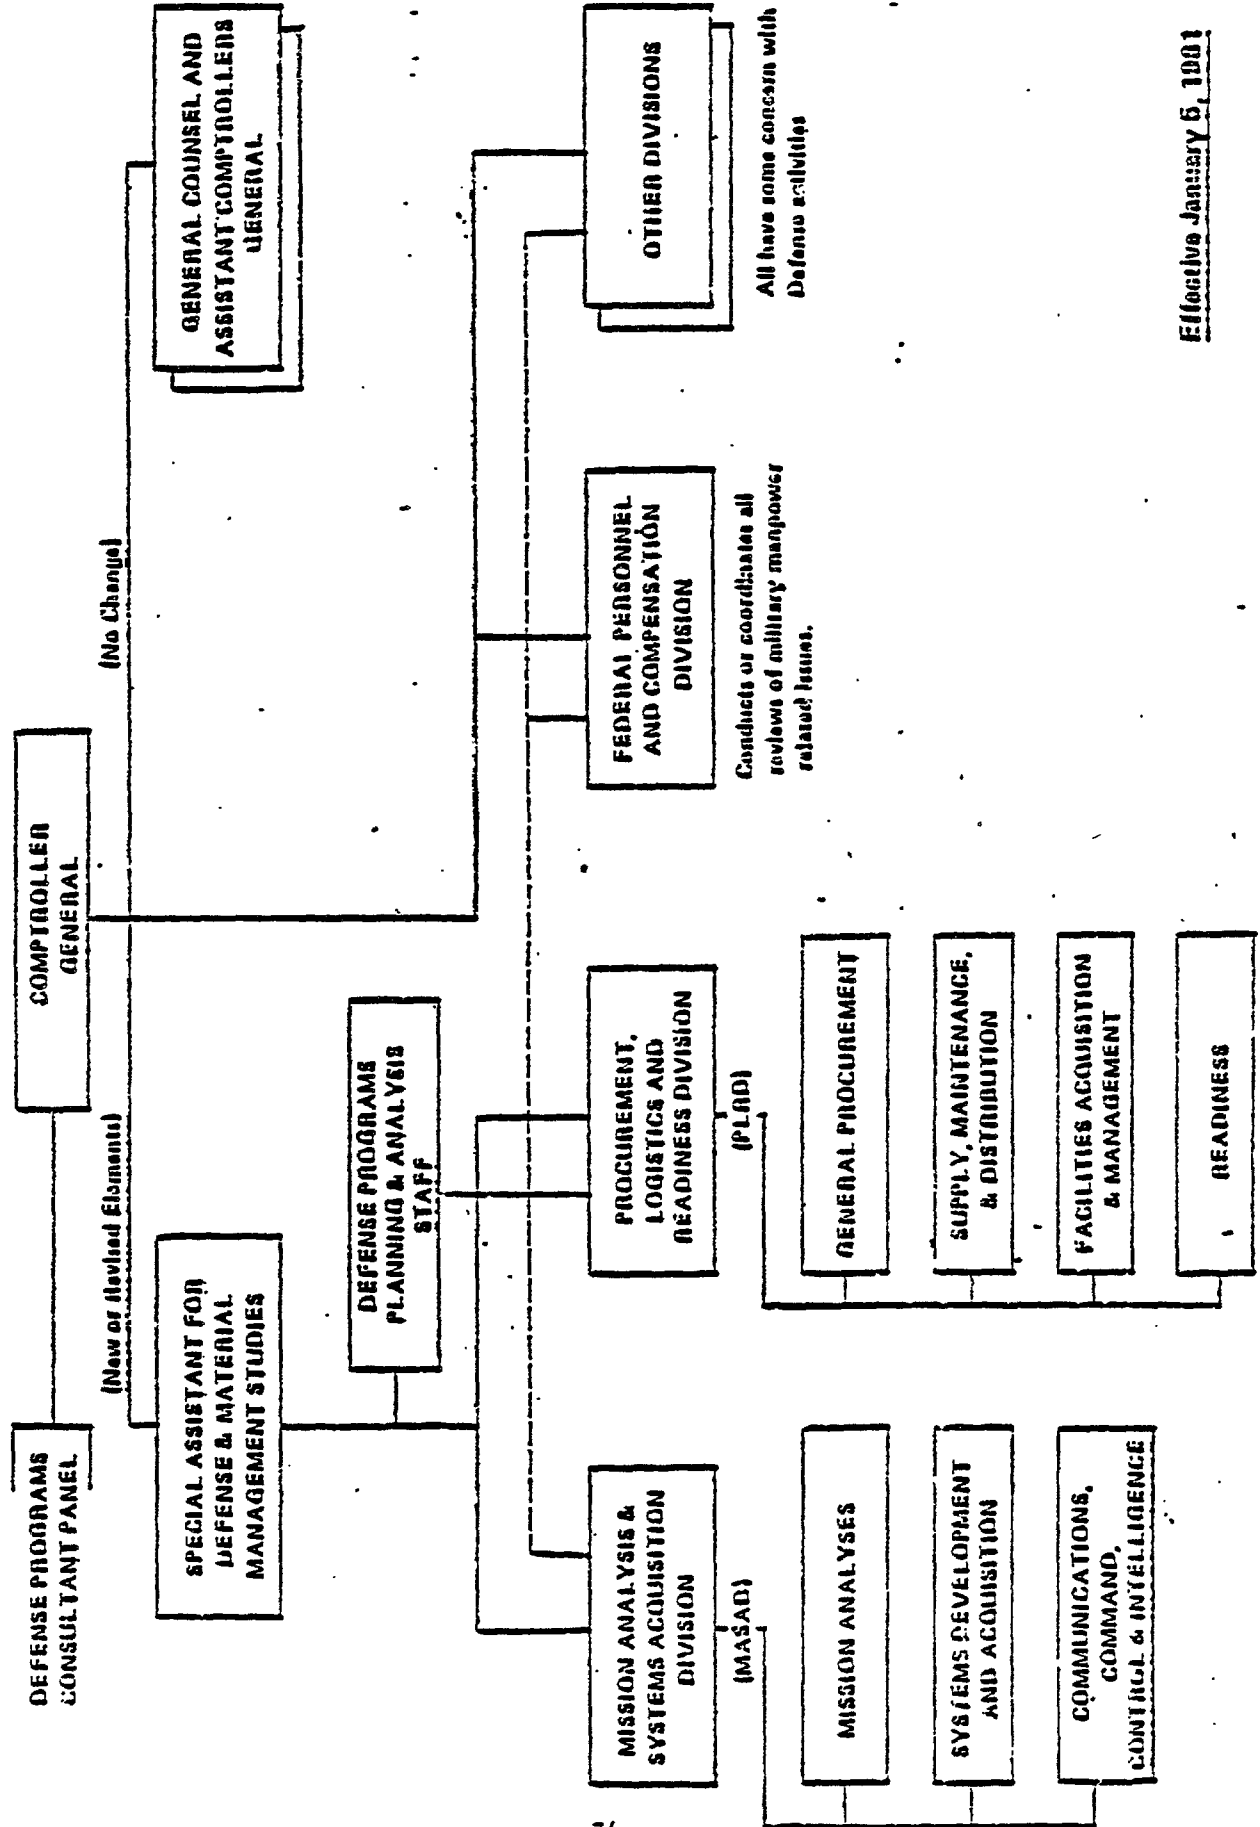 DEFENSE PROGRAMS
CONSULTANT PANEL
COMPTROLLER
GENERAL
(New or Revised Elements)
(No Change)
SPECIAL ASSISTANT FOR
DEFENSE & MATERIAL
MANAGEMENT STUDIES
GENERAL COUNSEL AND
ASSISTANT COMPTROLLERS
GENERAL
DEFENSE PROGRAMS
PLANNING & ANALYSIS
STAFF
MISSION ANALYSIS &
SYSTEMS ACQUISITION
DIVISION
(MASAD)
PROCUREMENT,
LOGISTICS AND
READINESS DIVISION
(PLRD)
FEDERAL PERSONNEL
AND COMPENSATION
DIVISION
Conducts or coordinates all
reviews of military manpower
related issues.
OTHER DIVISIONS
All have some concern with
Defense activities
MISSION ANALYSES
SYSTEMS DEVELOPMENT
AND ACQUISITION
COMMUNICATIONS,
COMMAND,
CONTROL & INTELLIGENCE
GENERAL PROCUREMENT
SUPPLY, MAINTENANCE,
& DISTRIBUTION
FACILITIES ACQUISITION
& MANAGEMENT
READINESS
Effective January 5, 1981